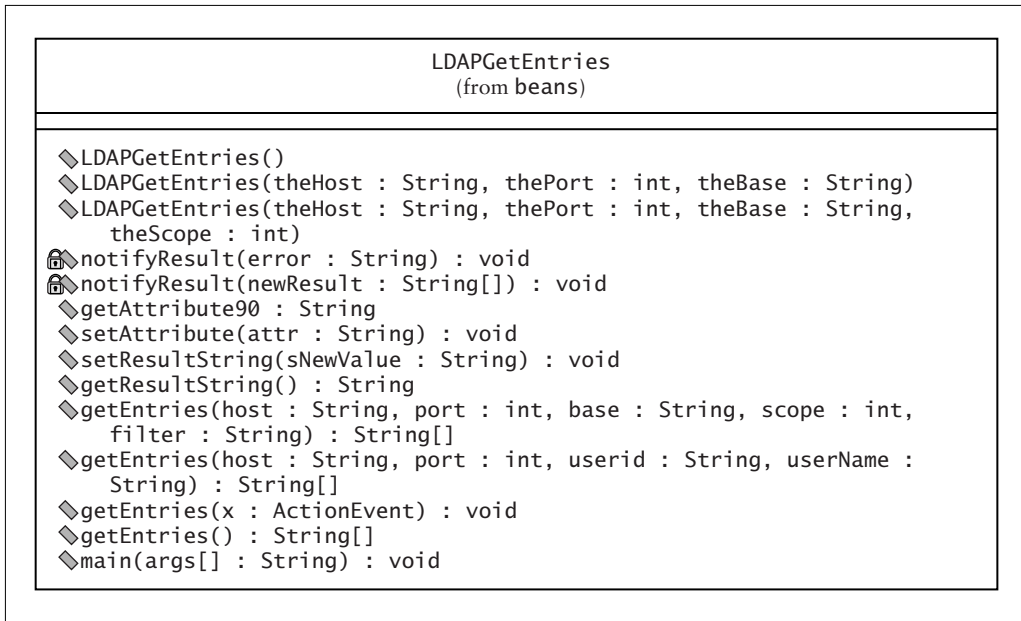 LDAPGetEntries
(from beans)
LDAPGetEntries()
LDAPGetEntries(theHost : String, thePort : int, theBase : String)
LDAPGetEntries(theHost : String, thePort : int, theBase : String,
theScope : int)
notifyResult(error : String) : void
notifyResult(newResult : String[]) : void
getAttribute90 : String
setAttribute(attr : String) : void
setResultString(sNewValue : String) : void
getResultString() : String
getEntries(host : String, port : int, base : String, scope : int,
filter : String) : String[]
getEntries(host : String, port : int, userid : String, userName :
String) : String[]
getEntries(x : ActionEvent) : void
getEntries() : String[]
main(args[] : String) : void